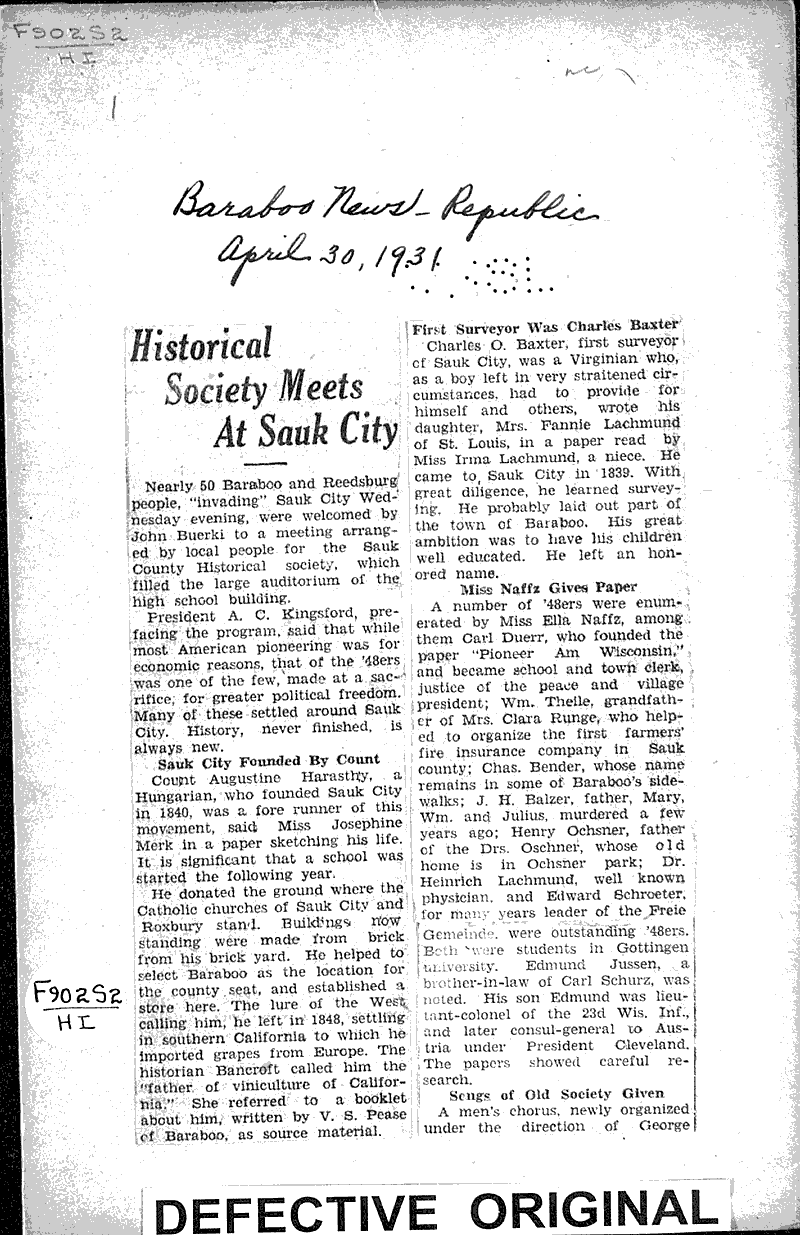 F902S2
HI
nc
1
Baraboo News-Republic
April 30, 1931.
Historical
Society Meets
At Sauk City
Nearly 50 Baraboo and Reedsburg
people, "invading" Sauk City Wed-
nesday evening, were welcomed by
John Buerki to a meeting arrang-
ed by local people for the Sauk
County Historical society, which
filled the large auditorium of the
high school building.
President A. C. Kingsford, pre-
facing the program, said that while
most American pioneering was for
economic reasons, that of the '48ers
was one of the few, made at a sac-
rifice, for greater political freedom.
Many of these settled around Sauk
City. History, never finished, is
always new.
Sauk City Founded By Count
Count Augustine Harasthy, a
Hungarian, who founded Sauk City
in 1840, was a fore runner of this
movement, said Miss Josephine
Merk in a paper sketching his life.
It is significant that a school was
started the following year.
He donated the ground where the
Catholic churches of Sauk City and
Roxbury stand. Buildings now
standing were made from brick
from his brick yard. He helped to
select Baraboo as the location for
the county seat, and established a
store here. The lure of the West
calling him, he left in 1848, settling
in southern California to which he
imported grapes from Europe. The
historian Bancroft called him the
"father of viniculture of Califor-
nia." She referred to a booklet
about him, written by V. S. Pease
of Baraboo, as source material.
First Surveyor Was Charles Baxter
Charles O. Baxter, first surveyor
of Sauk City, was a Virginian who,
as a boy left in very straitened cir-
cumstances, had to provide for
himself and others, wrote his
daughter, Mrs. Fannie Lachmund
of St. Louis, in a paper read by
Miss Irma Lachmund, a niece. He
came to Sauk City in 1839. With
great diligence, he learned survey-
ing. He probably laid out part of
the town of Baraboo. His great
ambition was to have his children
well educated. He left an hon-
ored name.
Miss Naffz Gives Paper
A number of '48ers were enum-
erated by Miss Ella Naffz, among
them Carl Duerr, who founded the
paper "Pioneer Am Wisconsin,"
and became school and town clerk,
justice of the peace and village
president; Wm. Theile, grandfath-
er of Mrs. Clara Runge, who help-
ed to organize the first farmers'
fire insurance company in Sauk
county; Chas. Bender, whose name
remains in some of Baraboo's side-
walks; J. H. Balzer, father, Mary,
Wm. and Julius, murdered a few
years ago; Henry Ochsner, father
of the Drs. Oschner, whose old
home is in Ochsner park; Dr.
Heinrich Lachmund, well known
physician, and Edward Schroeter,
for many years leader of the Freie
Gemeinde, were outstanding '48ers.
Both were students in Gottingen
university. Edmund Jussen, a
brother-in-law of Carl Schurz, was
noted. His son Edmund was lieu-
tant-colonel of the 23d Wis. Inf.,
and later consul-general to Aus-
tria under President Cleveland.
The papers showed careful re-
search.
Songs of Old Society Given
A men's chorus, newly organized
under the direction of George
F902S2
HI
DEFECTIVE ORIGINAL